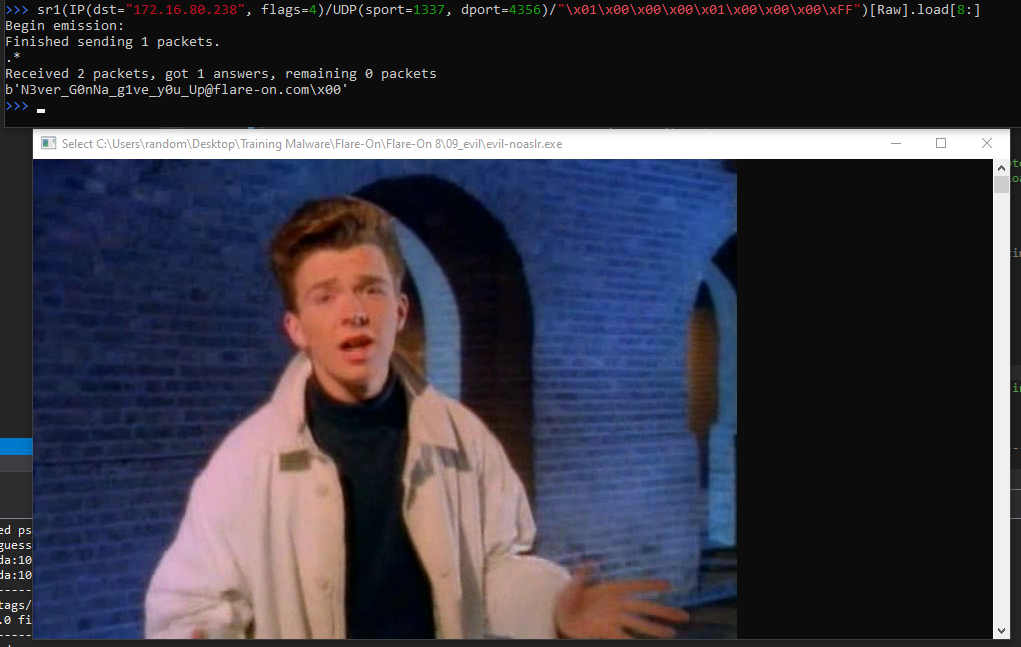 >>> sr1(IP(dst="172.16.80.238", flags=4)/UDP(sport=1337, dport=4356)/"\x01\x00\x00\x00\x01\x00\x00\x00\xFF")[Raw].load[8:]
Begin emission:
Finished sending 1 packets.
.*
Received 2 packets, got 1 answers, remaining 0 packets
b'N3ver_G0nNa_g1ve_y0u_Up@flare-on.com\x00'
>>>
Select C:\Users\random\Desktop\Training Malware\Flare-On\Flare-On 8\09_evil\evil-noaslr.exe
ed ps
guess
da:10
da:10
-----
tags/
.0 fi
-----